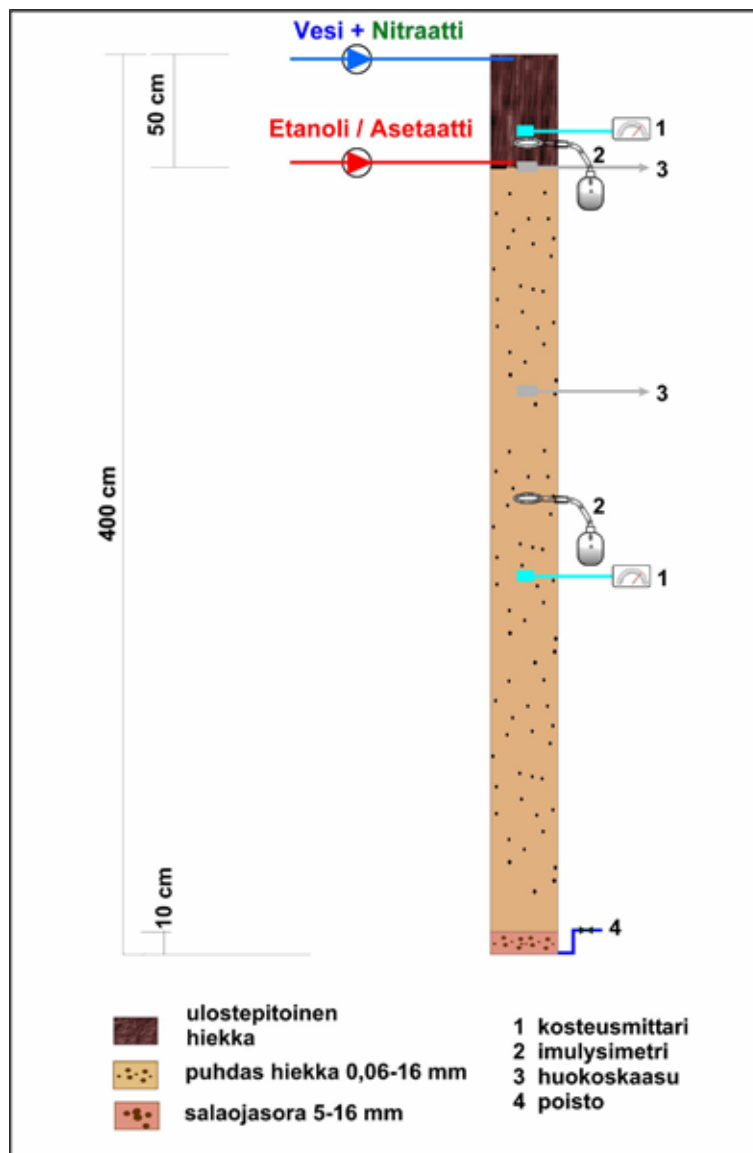 Vesi + Nitraatti
50 cm
Etanoli / Asetaatti
1
2
3
3
400 cm
2
1
10 cm
4
ulostepitoinen
hiekka
puhdas hiekka 0,06-16 mm
salaojasora 5-16 mm
1 kosteusmittari
2 imulysimetri
3 huokoskaasu
4 poisto